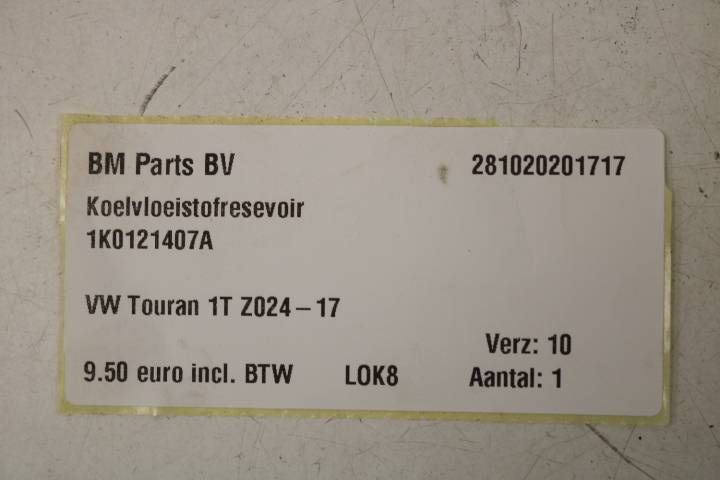 BM Parts BV 281020201717
Koelvloeistofresevoir
1K0121407A
VW Touran 1T Z024-17
Verz: 10
9.50 euro incl. BTW LOK8 Aantal: 1